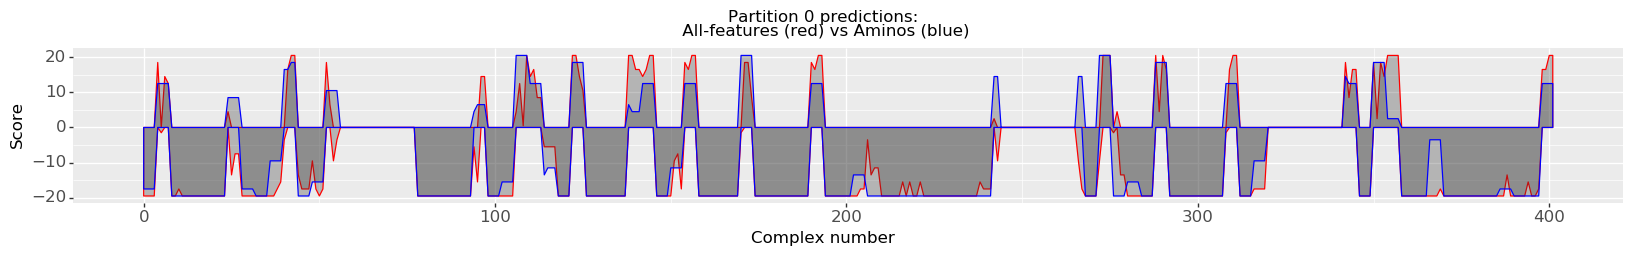 Partition 0 predictions:
All-features (red) vs Aminos (blue)
20
10
0
−10
−20
Score
0 100 200 300 400
Complex number